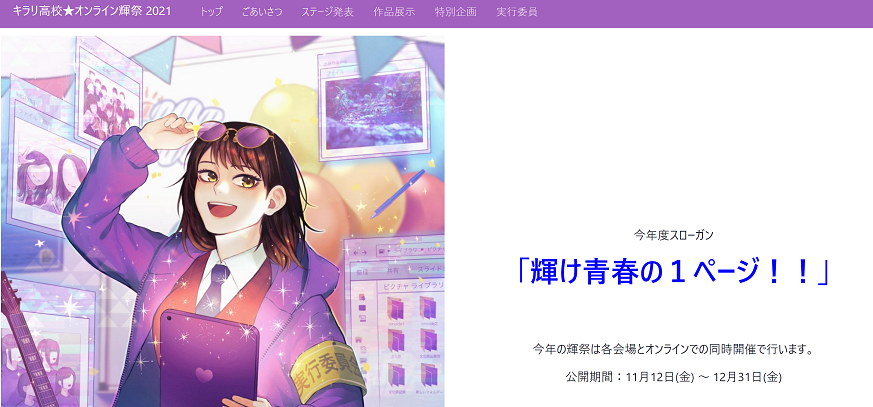 キラリ高校★オンライン輝祭 2021
トップ
ごあいさつ
ステージ発表
作品展示
特別企画
実行委員
今年度スローガン
「輝け青春の１ページ！！」
今年の輝祭は各会場とオンラインでの同時開催で行います。
公開期間：11月12日(金) ～ 12月31日(金)
ピクチャ ライブラリ
実行委員